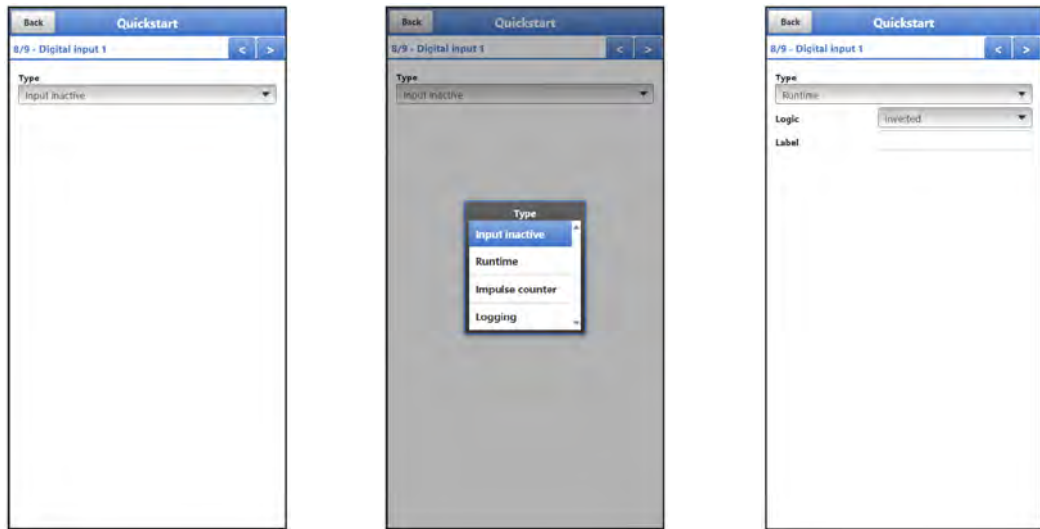 Back Quickstart
8/9 - Digital input 1 < >
Type
Input inactive
Back Quickstart
8/9 - Digital input 1 < >
Type
Input inactive
Type
Input inactive
Runtime
Impulse counter
Logging
Back Quickstart
8/9 - Digital input 1 < >
Type
Runtime
Logic inverted
Label